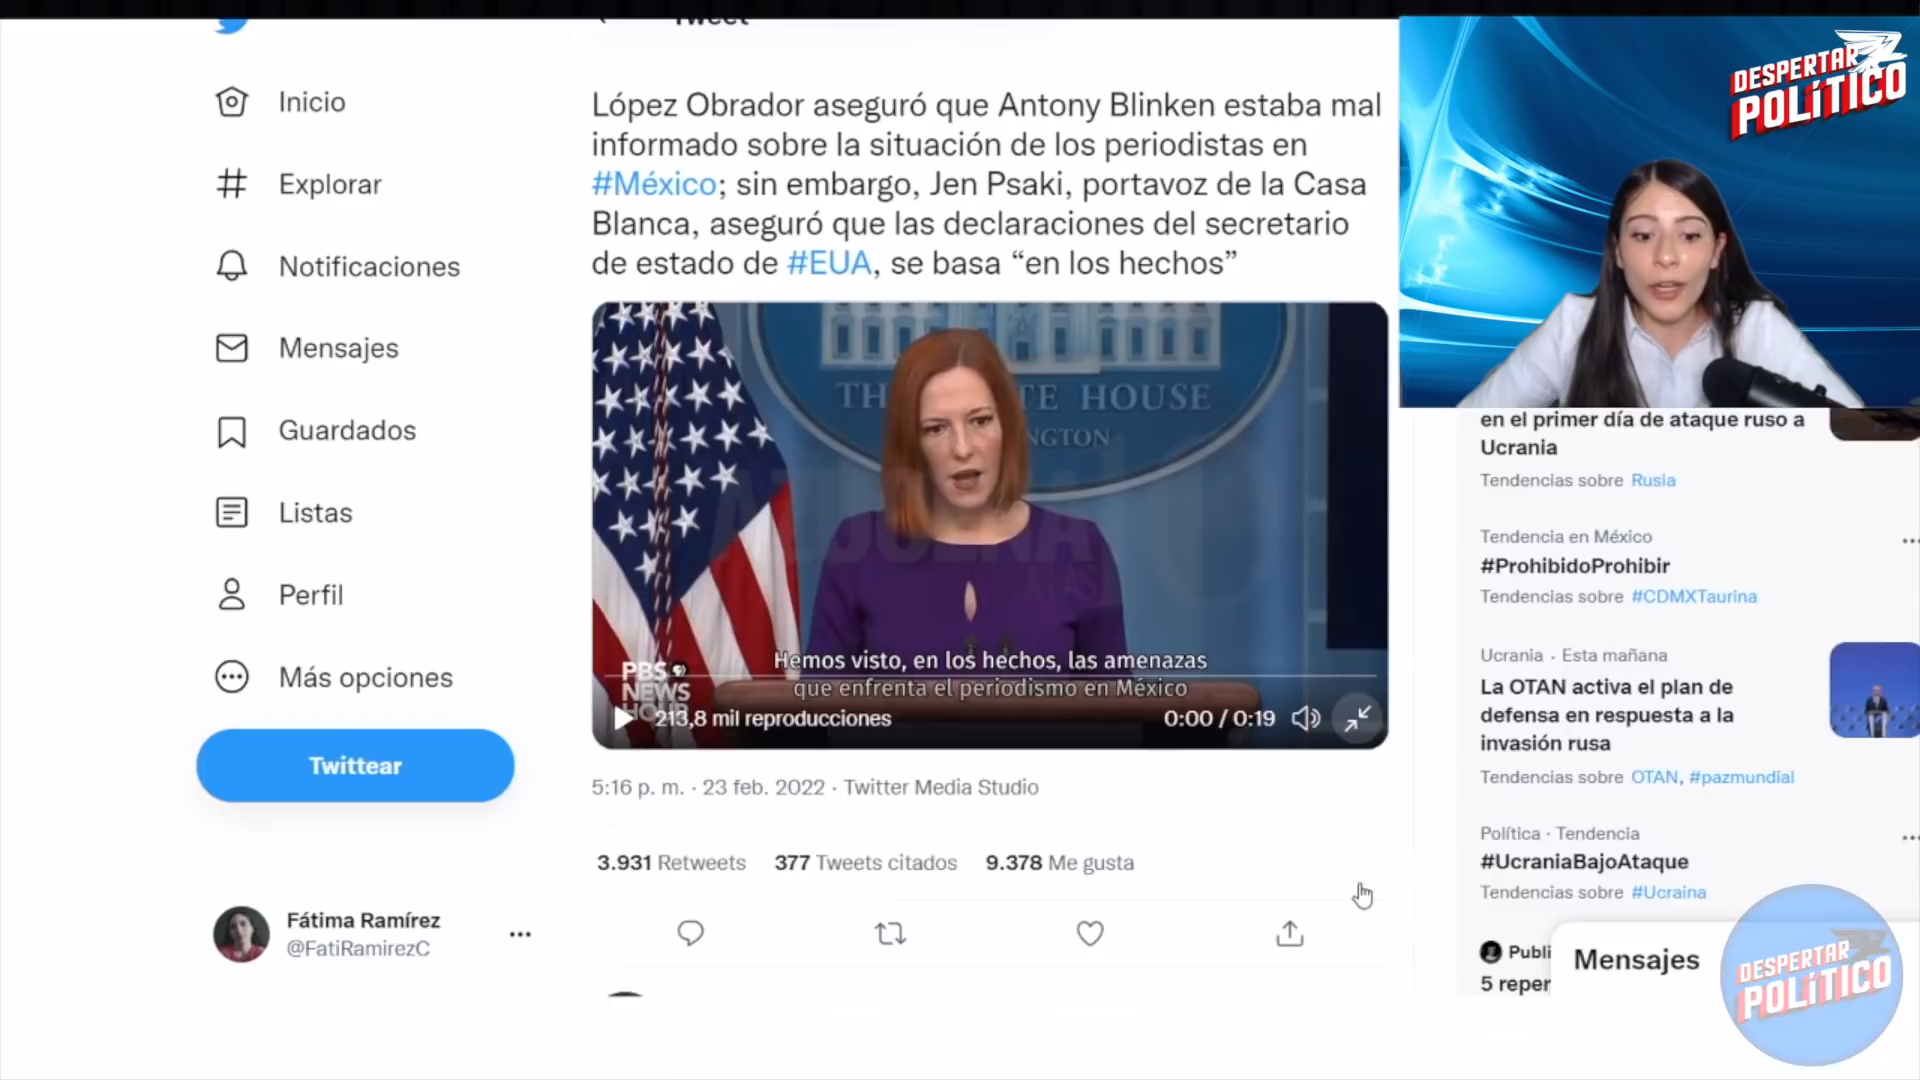 Tweet
Inicio
Explorar
Notificaciones
Mensajes
Guardados
Listas
Perfil
Más opciones
Twittear
Fátima Ramírez
@FatiRamirezC
López Obrador aseguró que Antony Blinken estaba mal
informado sobre la situación de los periodistas en
#México; sin embargo, Jen Psaki, portavoz de la Casa
Blanca, aseguró que las declaraciones del secretario
de estado de #EUA, se basa “en los hechos”
Hemos visto, en los hechos, las amenazas
que enfrenta el periodismo en México
PBS
NEWS
HOUR
213,8 mil reproducciones
0:00 / 0:19
5:16 p. m. · 23 feb. 2022 · Twitter Media Studio
3.931 Retweets 377 Tweets citados 9.378 Me gusta
DESPERTAR
POLÍTICO
en el primer día de ataque ruso a
Ucrania
Tendencias sobre Rusia
Tendencia en México
#ProhibidoProhibir
Tendencias sobre #CDMXTaurina
Ucrania · Esta mañana
La OTAN activa el plan de
defensa en respuesta a la
invasión rusa
Tendencias sobre OTAN, #pazmundial
Política · Tendencia
#UcraniaBajoAtaque
Tendencias sobre #Ucraina
Mensajes
DESPERTAR
POLÍTICO